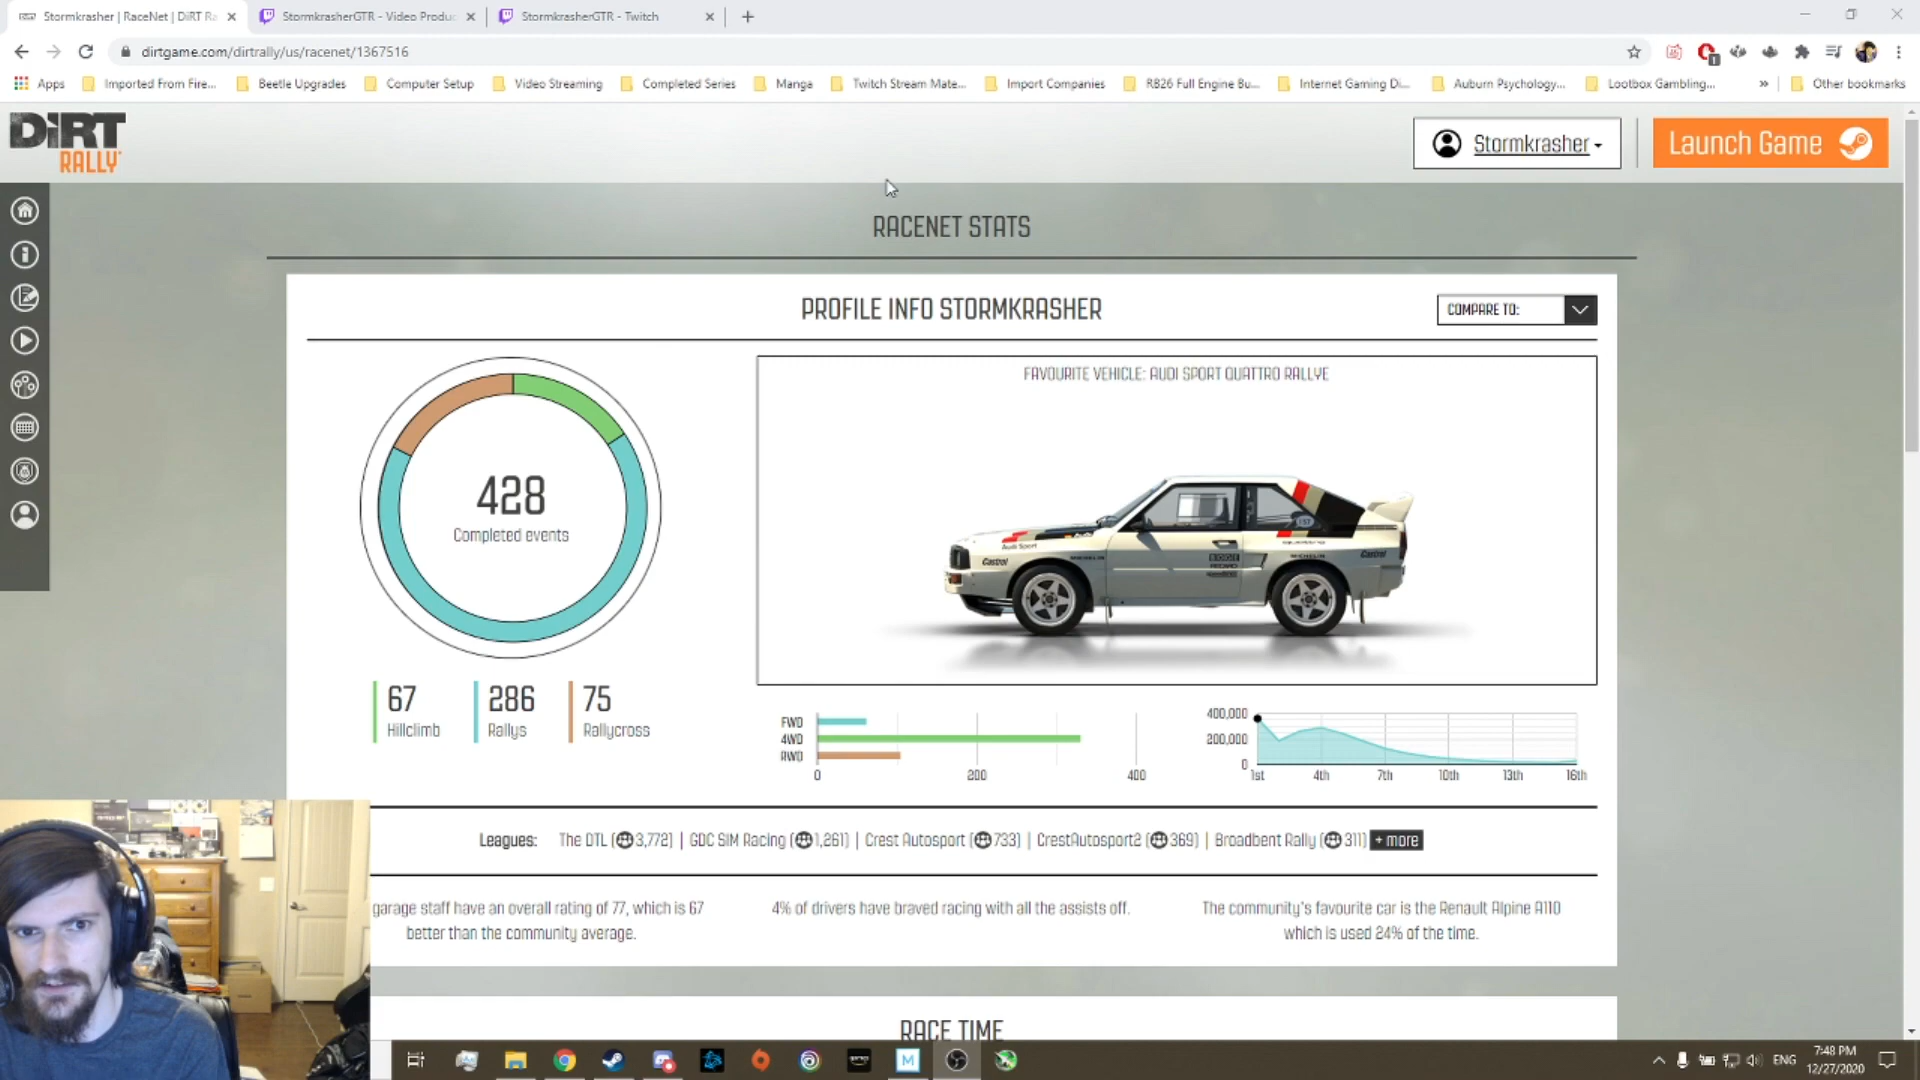 Stormkrasher | RaceNet | DiRT Ra
StormkrasherGTR - Video Produc
StormkrasherGTR - Twitch
dirtgame.com/dirtrally/us/racenet/1367516
Apps
Imported From Fire...
Beetle Upgrades
Computer Setup
Video Streaming
Completed Series
Manga
Twitch Stream Mate...
Import Companies
RB26 Full Engine Bu...
Internet Gaming Di...
Auburn Psychology...
Lootbox Gambling...
»
Other bookmarks
DiRT
RALLY
Stormkrasher
Launch Game
RACENET STATS
PROFILE INFO STORMKRASHER
COMPARE TO:
FAVOURITE VEHICLE: AUDI SPORT QUATTRO RALLYE
428
Completed events
Audi Sport
Castrol
Castrol
67
Hillclimb
286
Rallys
75
Rallycross
FWD
4WD
RWD
0 200 400
400,000
200,000
0
1st 4th 7th 10th 13th 16th
Leagues: The DTL (3,772) | GDC SIM Racing (1,261) | Crest Autosport (733) | CrestAutosport2 (369) | Broadbent Rally (311) + more
garage staff have an overall rating of 77, which is 67
better than the community average.
4% of drivers have braved racing with all the assists off.
The community's favourite car is the Renault Alpine A110
which is used 24% of the time.
RACE TIME
M
ENG
7:48 PM
12/27/2020